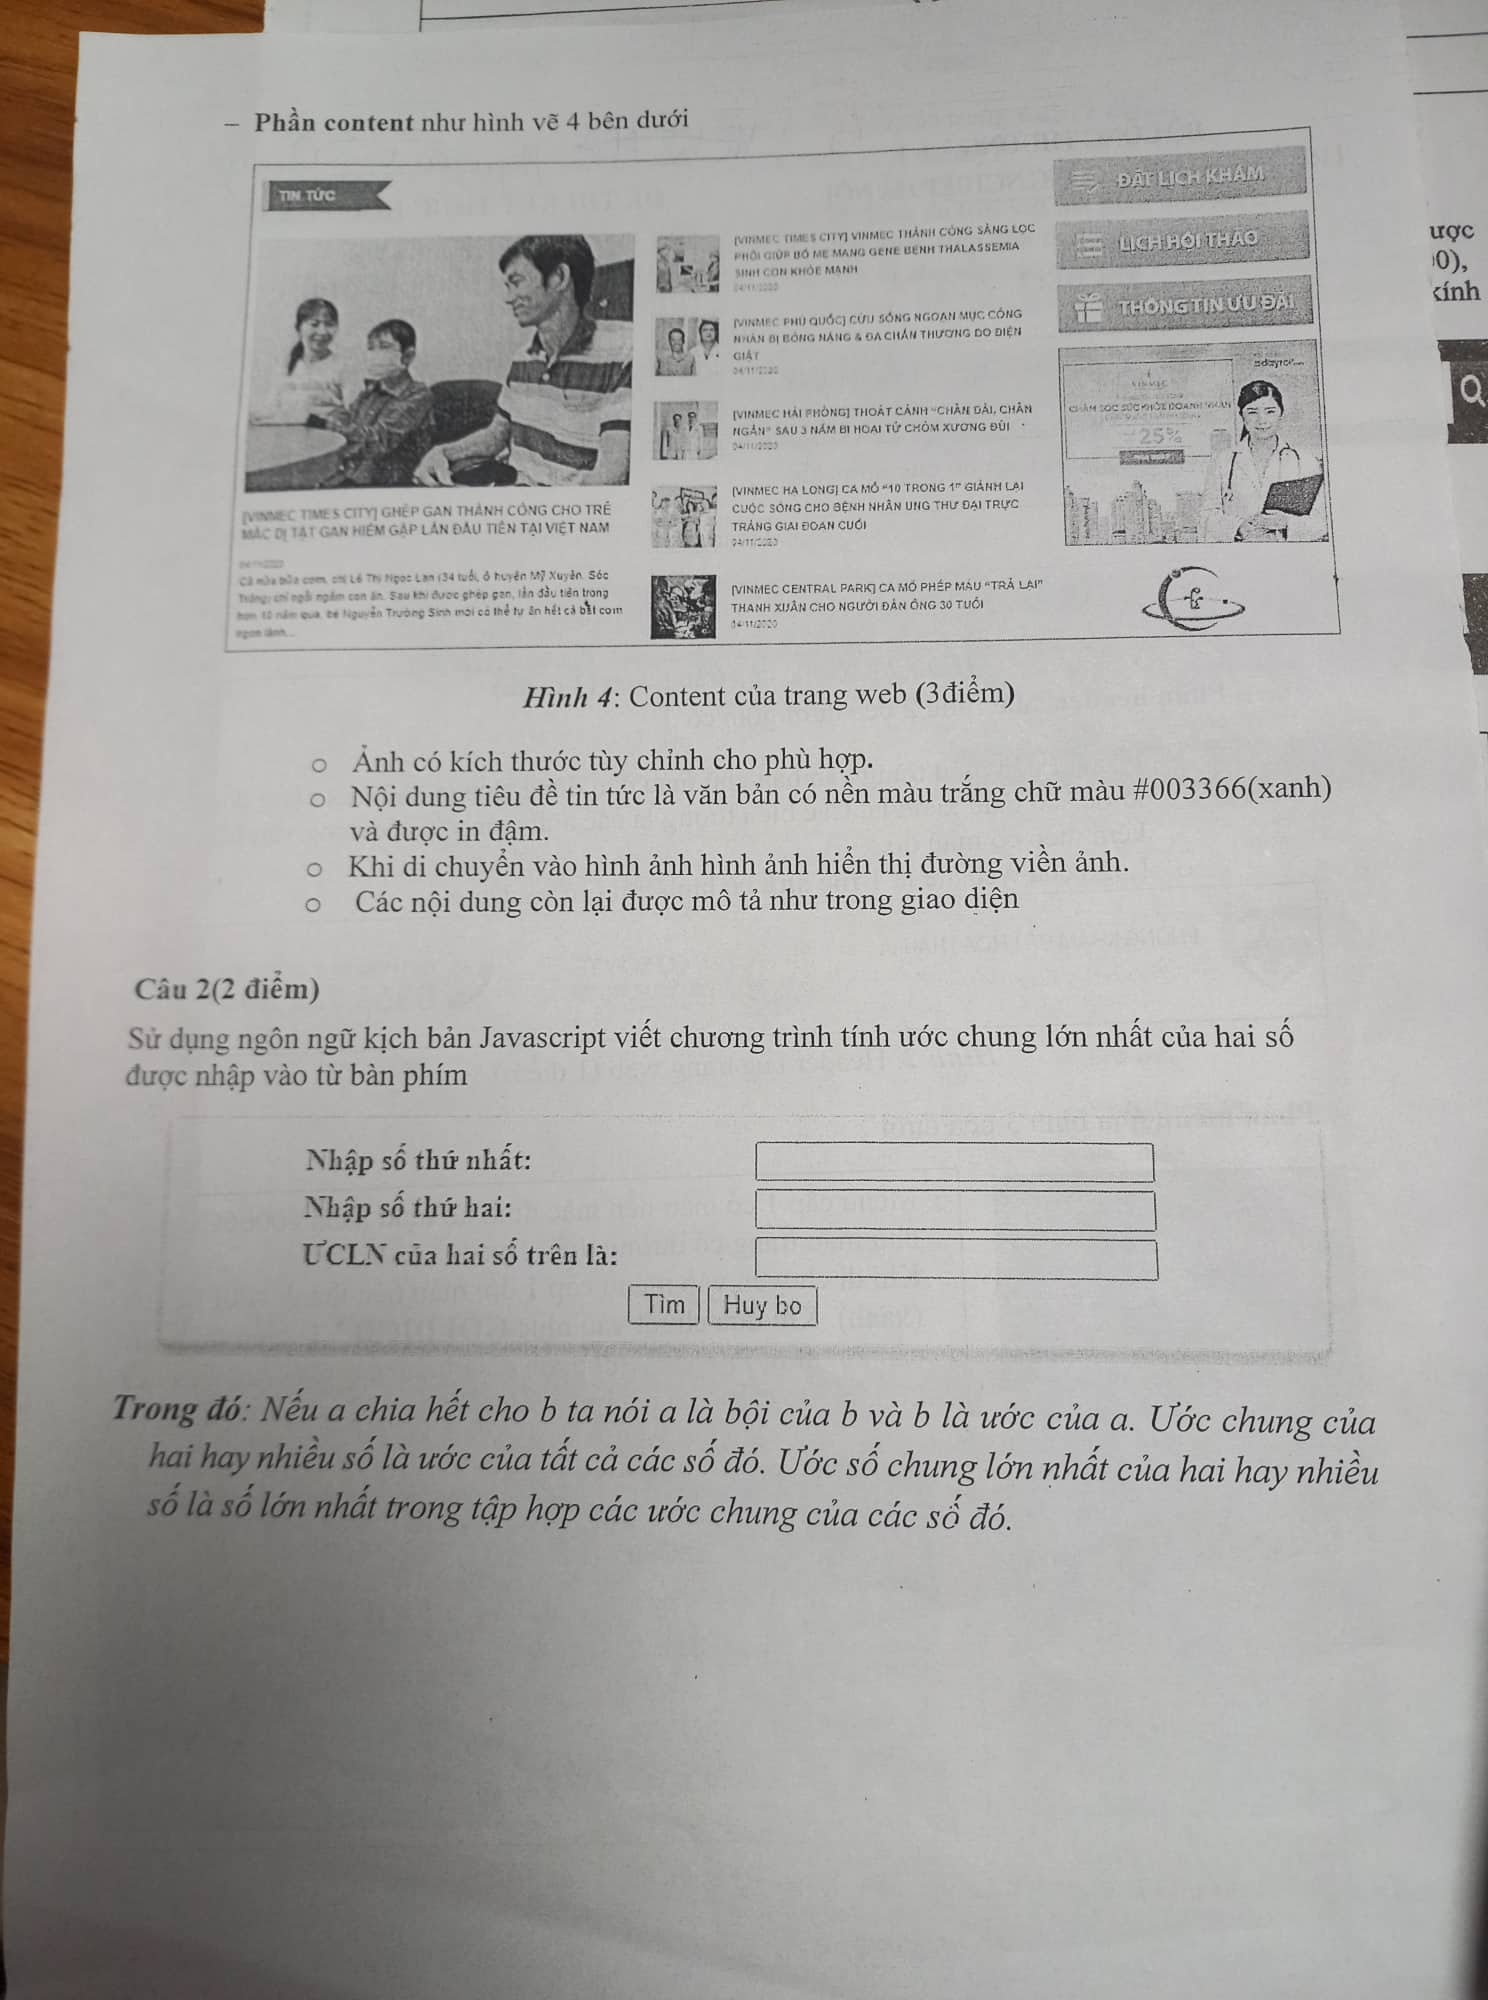 – Phần content như hình vẽ 4 bên dưới
TIN TỨC
[VINMEC TIMES CITY] GHÉP GAN THÀNH CÔNG CHO TRẺ
MẮC DỊ TẬT GAN HIẾM GẶP LẦN ĐẦU TIÊN TẠI VIỆT NAM
Cả nửa bữa cơm, chị Lê Thị Ngọc Lan (34 tuổi, ở huyện Mỹ Xuyên, Sóc
Trăng) chỉ ngồi ngắm con ăn. Sau khi được ghép gan, lần đầu tiên trong
hơn 10 năm qua, bé Nguyễn Trường Sinh mới có thể tự ăn hết cả bát cơm
ngon lành...
[VINMEC TIMES CITY] VINMEC THÀNH CÔNG SÀNG LỌC
PHÔI GIÚP BỐ MẸ MANG GENE BỆNH THALASSEMIA
SINH CON KHỎE MẠNH
04/11/2020
[VINMEC PHÚ QUỐC] CỨU SỐNG NGOẠN MỤC CÔNG
NHÂN BỊ BỎNG NẶNG & ĐA CHẤN THƯƠNG DO ĐIỆN
GIẬT
04/11/2020
[VINMEC HẢI PHÒNG] THOÁT CẢNH "CHÂN DÀI, CHÂN
NGẮN" SAU 3 NĂM BỊ HOẠI TỬ CHỎM XƯƠNG ĐÙI
04/11/2020
[VINMEC HẠ LONG] CA MỔ "10 TRONG 1" GIÀNH LẠI
CUỘC SỐNG CHO BỆNH NHÂN UNG THƯ ĐẠI TRỰC
TRÀNG GIAI ĐOẠN CUỐI
04/11/2020
[VINMEC CENTRAL PARK] CA MỔ PHÉP MÀU "TRẢ LẠI"
THANH XUÂN CHO NGƯỜI ĐÀN ÔNG 30 TUỔI
04/11/2020
ĐẶT LỊCH KHÁM
LỊCH HỘI THẢO
THÔNG TIN ƯU ĐÃI
VINMEC
CHĂM SÓC SỨC KHỎE DOANH NHÂN
25%
Hình 4: Content của trang web (3điểm)
○ Ảnh có kích thước tùy chỉnh cho phù hợp.
○ Nội dung tiêu đề tin tức là văn bản có nền màu trắng chữ màu #003366(xanh)
và được in đậm.
○ Khi di chuyển vào hình ảnh hình ảnh hiển thị đường viền ảnh.
○ Các nội dung còn lại được mô tả như trong giao diện
Câu 2(2 điểm)
Sử dụng ngôn ngữ kịch bản Javascript viết chương trình tính ước chung lớn nhất của hai số
được nhập vào từ bàn phím
Nhập số thứ nhất:
Nhập số thứ hai:
ƯCLN của hai số trên là:
Tìm Huy bo
Trong đó: Nếu a chia hết cho b ta nói a là bội của b và b là ước của a. Ước chung của
hai hay nhiều số là ước của tất cả các số đó. Ước số chung lớn nhất của hai hay nhiều
số là số lớn nhất trong tập hợp các ước chung của các số đó.
ược
0),
kính